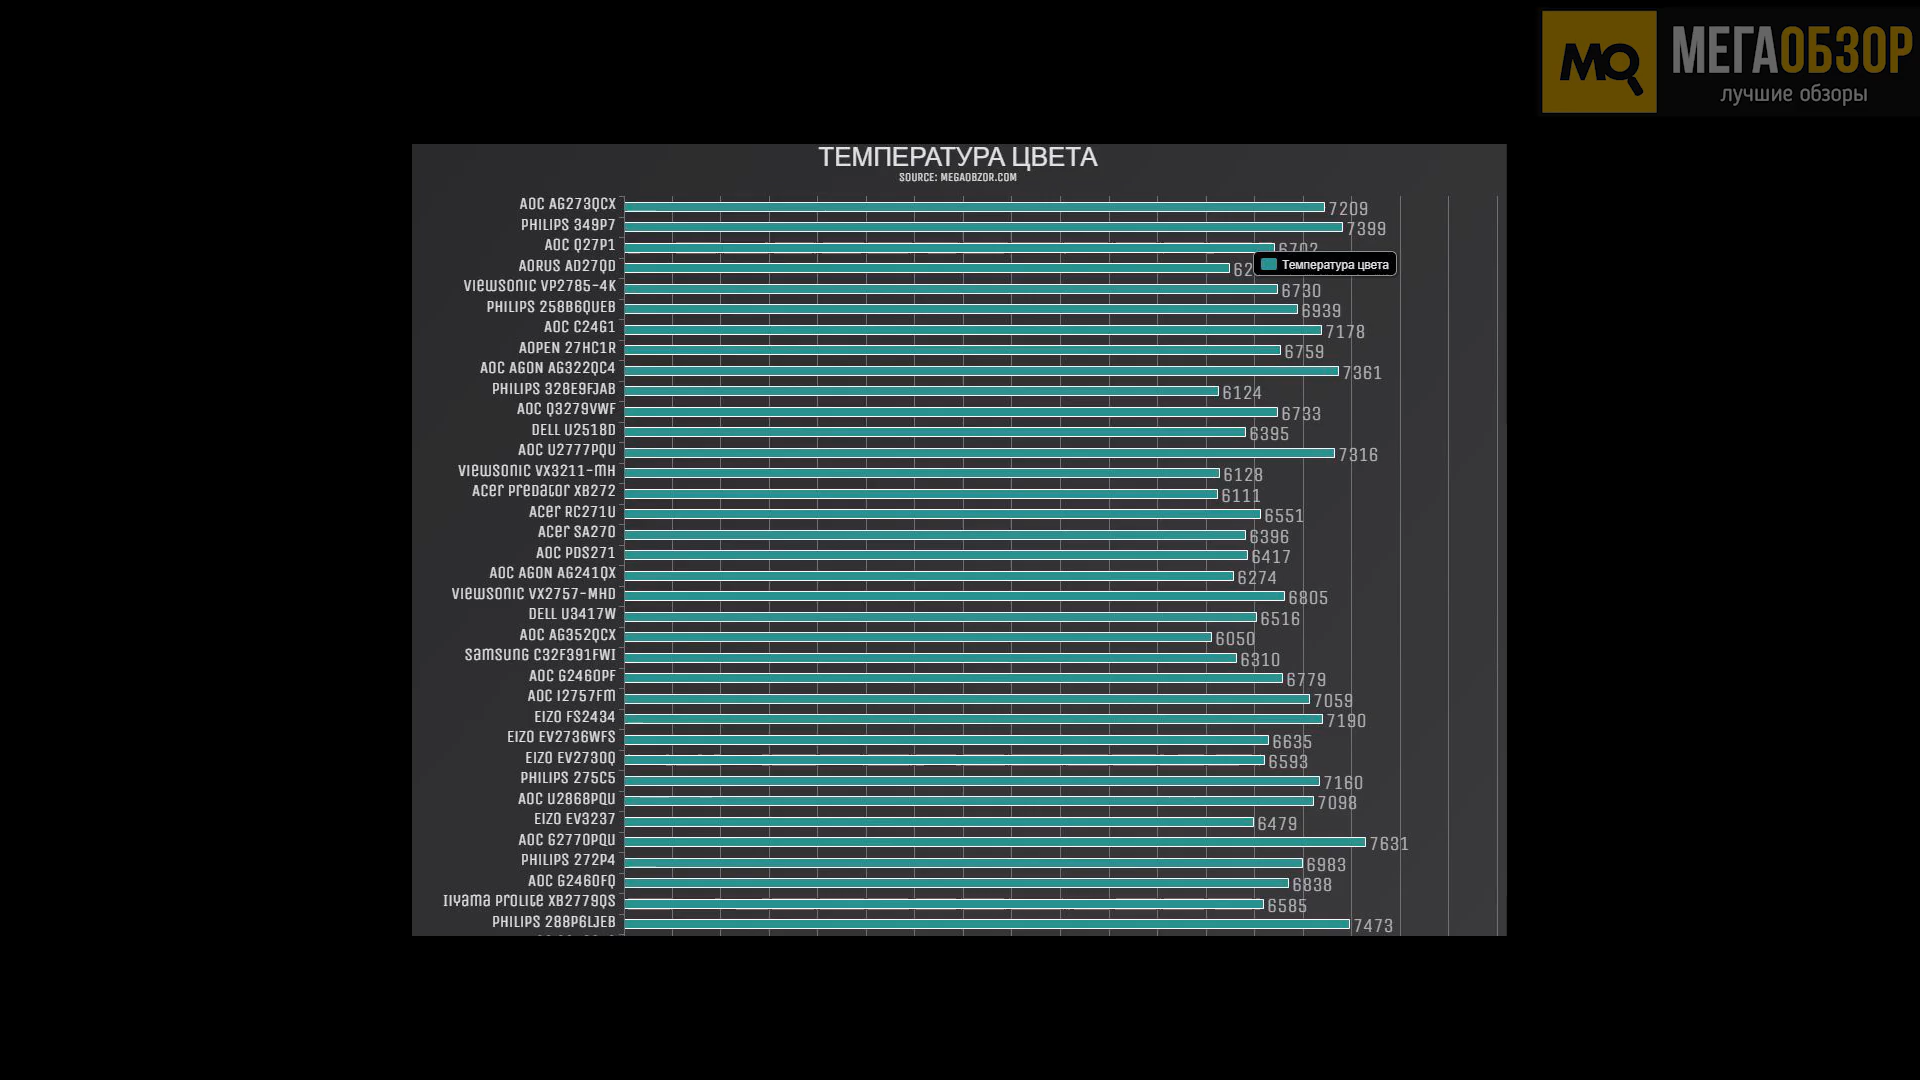 МЕГАОБЗОР
лучшие обзоры
ТЕМПЕРАТУРА ЦВЕТА
SOURCE: MEGAOBZOR.COM
AOC AG273QCX 7209
PHILIPS 349P7 7399
AOC Q27P1 6702
AORUS AD27QD
Температура цвета
ViewSonic VP2785-4K 6730
PHILIPS 258B6QUEB 6939
AOC C24G1 7178
AOPEN 27HC1R 6759
AOC AGON AG322QC4 7361
PHILIPS 328E9FJAB 6124
AOC Q3279VWF 6733
DELL U2518D 6395
AOC U2777PQU 7316
ViewSonic VX3211-MH 6128
Acer Predator XB272 6111
Acer RC271U 6551
Acer SA270 6396
AOC PDS271 6417
AOC AGON AG241QX 6274
ViewSonic VX2757-MHD 6805
DELL U3417W 6516
AOC AG352QCX 6050
Samsung C32F391FWI 6310
AOC G2460PF 6779
AOC I2757FM 7059
EIZO FS2434 7190
EIZO EV2736WFS 6635
EIZO EV2730Q 6593
PHILIPS 275C5 7160
AOC U2868PQU 7098
EIZO EV3237 6479
AOC G2770PQU 7631
PHILIPS 272P4 6983
AOC G2460FQ 6838
Iiyama ProLite XB2779QS 6585
PHILIPS 288P6LJEB 7473